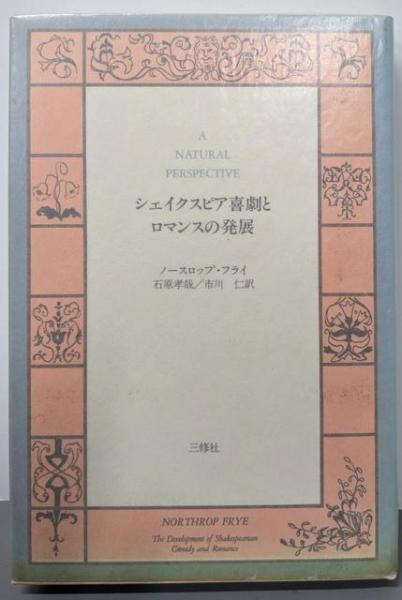 A
NATURAL
PERSPECTIVE
シェイクスピア喜劇と
ロマンスの発展
ノースロップ・フライ
石原孝哉/市川 仁訳
三修社
NORTHROP FRYE
The Development of Shakespearean
Comedy and Romance